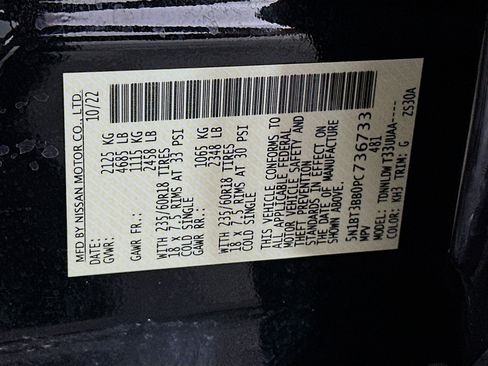 MFD.BY NISSAN MOTOR CO., LTD.
DATE: 10/22
GVWR: 2125 KG
4685 LB
GAWR FR.: 1115 KG
2458 LB
WITH 235/60R18 TIRES
18 X 7.5 RIMS AT 33 PSI
COLD SINGLE
GAWR RR.: 1065 KG
2348 LB
WITH 235/60R18 TIRES
18 X 7.5 RIMS AT 30 PSI
COLD SINGLE
THIS VEHICLE CONFORMS TO
ALL APPLICABLE FEDERAL
MOTOR VEHICLE SAFETY AND
THEFT PREVENTION
STANDARDS IN EFFECT ON
THE DATE OF MANUFACTURE
SHOWN ABOVE.
5N1BT3BB0PC736733
MPV 481
MODEL: TDNNLDWT33UUAA----
COLOR: KH3 TRIM: G ZS30A